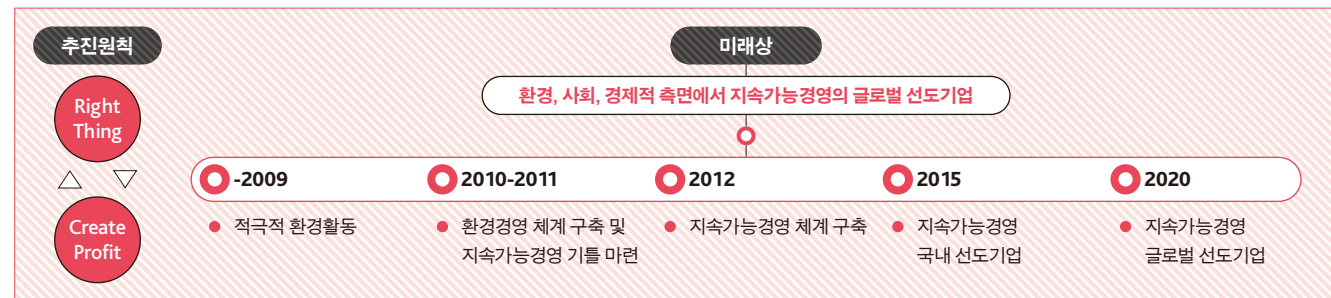 추진원칙
Right
Thing
Create
Profit
미래상
환경, 사회, 경제적 측면에서 지속가능경영의 글로벌 선도기업
-2009
적극적 환경활동
2010-2011
환경경영 체계 구축 및
지속가능경영 기틀 마련
2012
지속가능경영 체계 구축
2015
지속가능경영
국내 선도기업
2020
지속가능경영
글로벌 선도기업